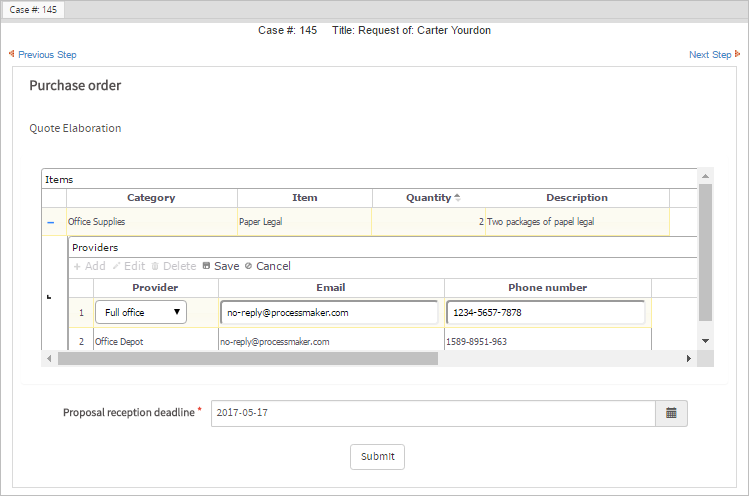 Case #: 145
Case #: 145 Title: Request of: Carter Yourdon
Previous Step Next Step
Purchase order
Quote Elaboration
Items
Category Item Quantity Description
Office Supplies Paper Legal 2 Two packages of papel legal
Providers
+ Add Edit Delete Save Cancel
Provider Email Phone number
1 Full office no-reply@processmaker.com 1234-5657-7878
2 Office Depot no-reply@processmaker.com 1589-8951-963
Proposal reception deadline * 2017-05-17
Submit